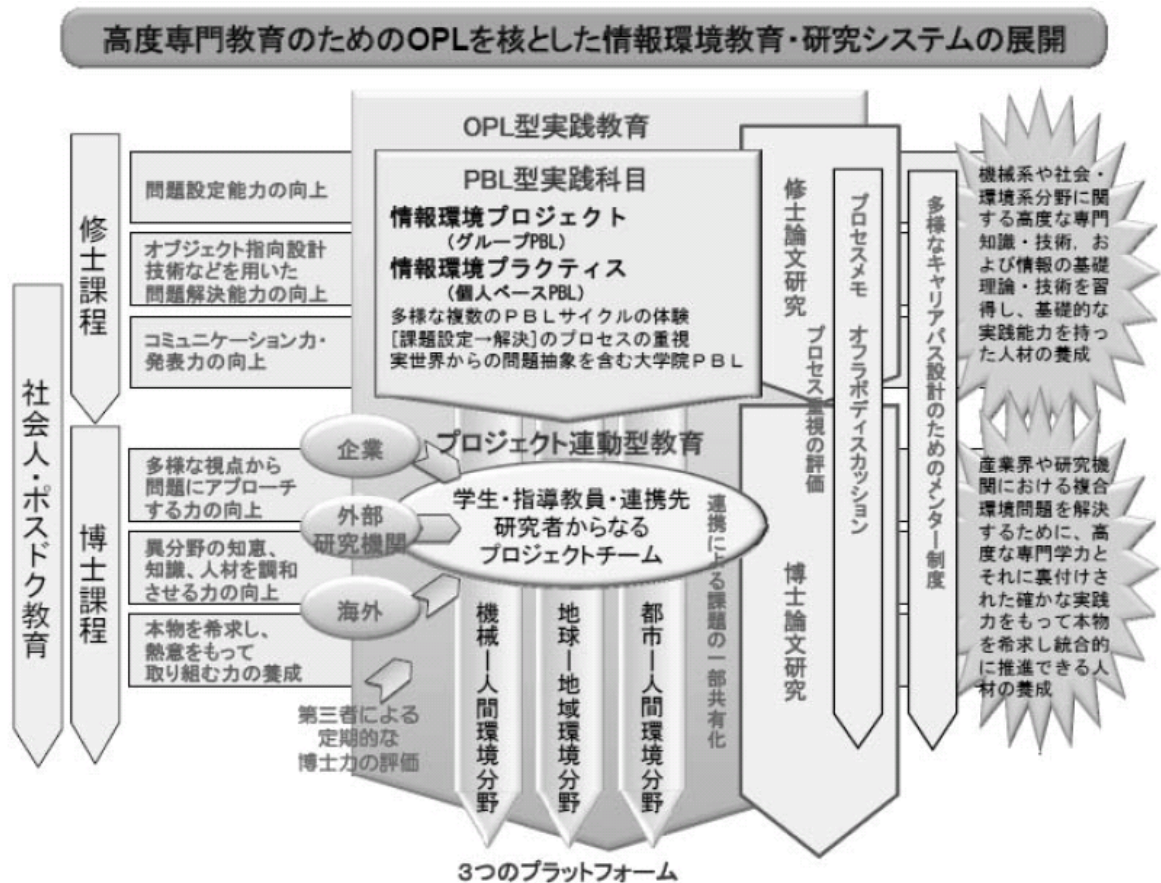 高度専門教育のためのOPLを核とした情報環境教育・研究システムの展開
社会人・ポスドク教育
修士課程
博士課程
問題設定能力の向上
オブジェクト指向設計
技術などを用いた
問題解決能力の向上
コミュニケーション力・
発表力の向上
多様な視点から
問題にアプローチ
する力の向上
異分野の知恵、
知識、人材を調和
させる力の向上
本物を希求し、
熱意をもって
取り組む力の養成
OPL型実践教育
PBL型実践科目
情報環境プロジェクト
(グループPBL)
情報環境プラクティス
(個人ベースPBL)
多様な複数のPBLサイクルの体験
[課題設定→解決]のプロセスの重視
実世界からの問題抽象を含む大学院PBL
プロジェクト連動型教育
企業
外部
研究機関
海外
学生・指導教員・連携先
研究者からなる
プロジェクトチーム
第三者による
定期的な
博士力の評価
機械ー人間環境分野
地球ー地域環境分野
都市ー人間環境分野
3つのプラットフォーム
連携による課題の一部共有化
修士論文研究
博士論文研究
プロセス重視の評価
プロセスメモ
オフラボディスカッション
多様なキャリアパス設計のためのメンター制度
機械系や社会・
環境系分野に関
する高度な専門
知識・技術、お
よび情報の基礎
理論・技術を習
得し、基礎的な
実践能力を持っ
た人材の養成
産業界や研究機
関における複合
環境問題を解決
するために、高
度な専門学力と
それに裏付けさ
れた確かな実践
力をもって本物
を希求し統合的
に推進できる人
材の養成